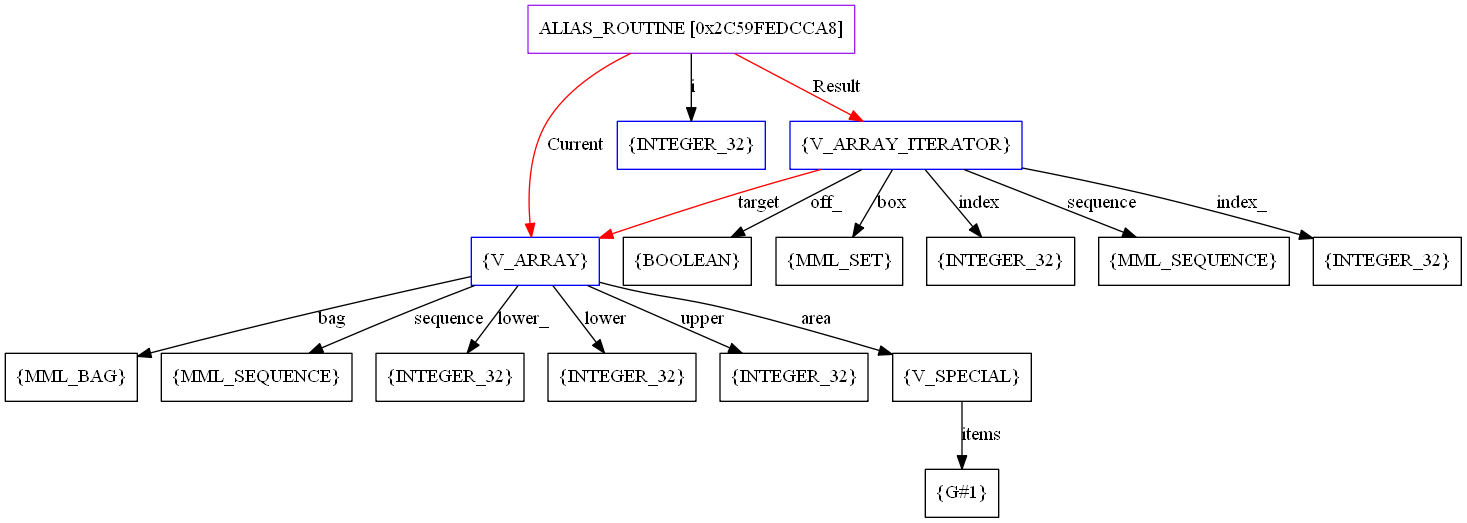 ALIAS_ROUTINE [0x2C59FEDCCA8]
i
Result
Current
{INTEGER_32}
{V_ARRAY_ITERATOR}
target
off_
box
index
sequence
index_
{V_ARRAY}
{BOOLEAN}
{MML_SET}
{INTEGER_32}
{MML_SEQUENCE}
{INTEGER_32}
bag
sequence
lower_
lower
upper
area
{MML_BAG}
{MML_SEQUENCE}
{INTEGER_32}
{INTEGER_32}
{INTEGER_32}
{V_SPECIAL}
items
{G#1}